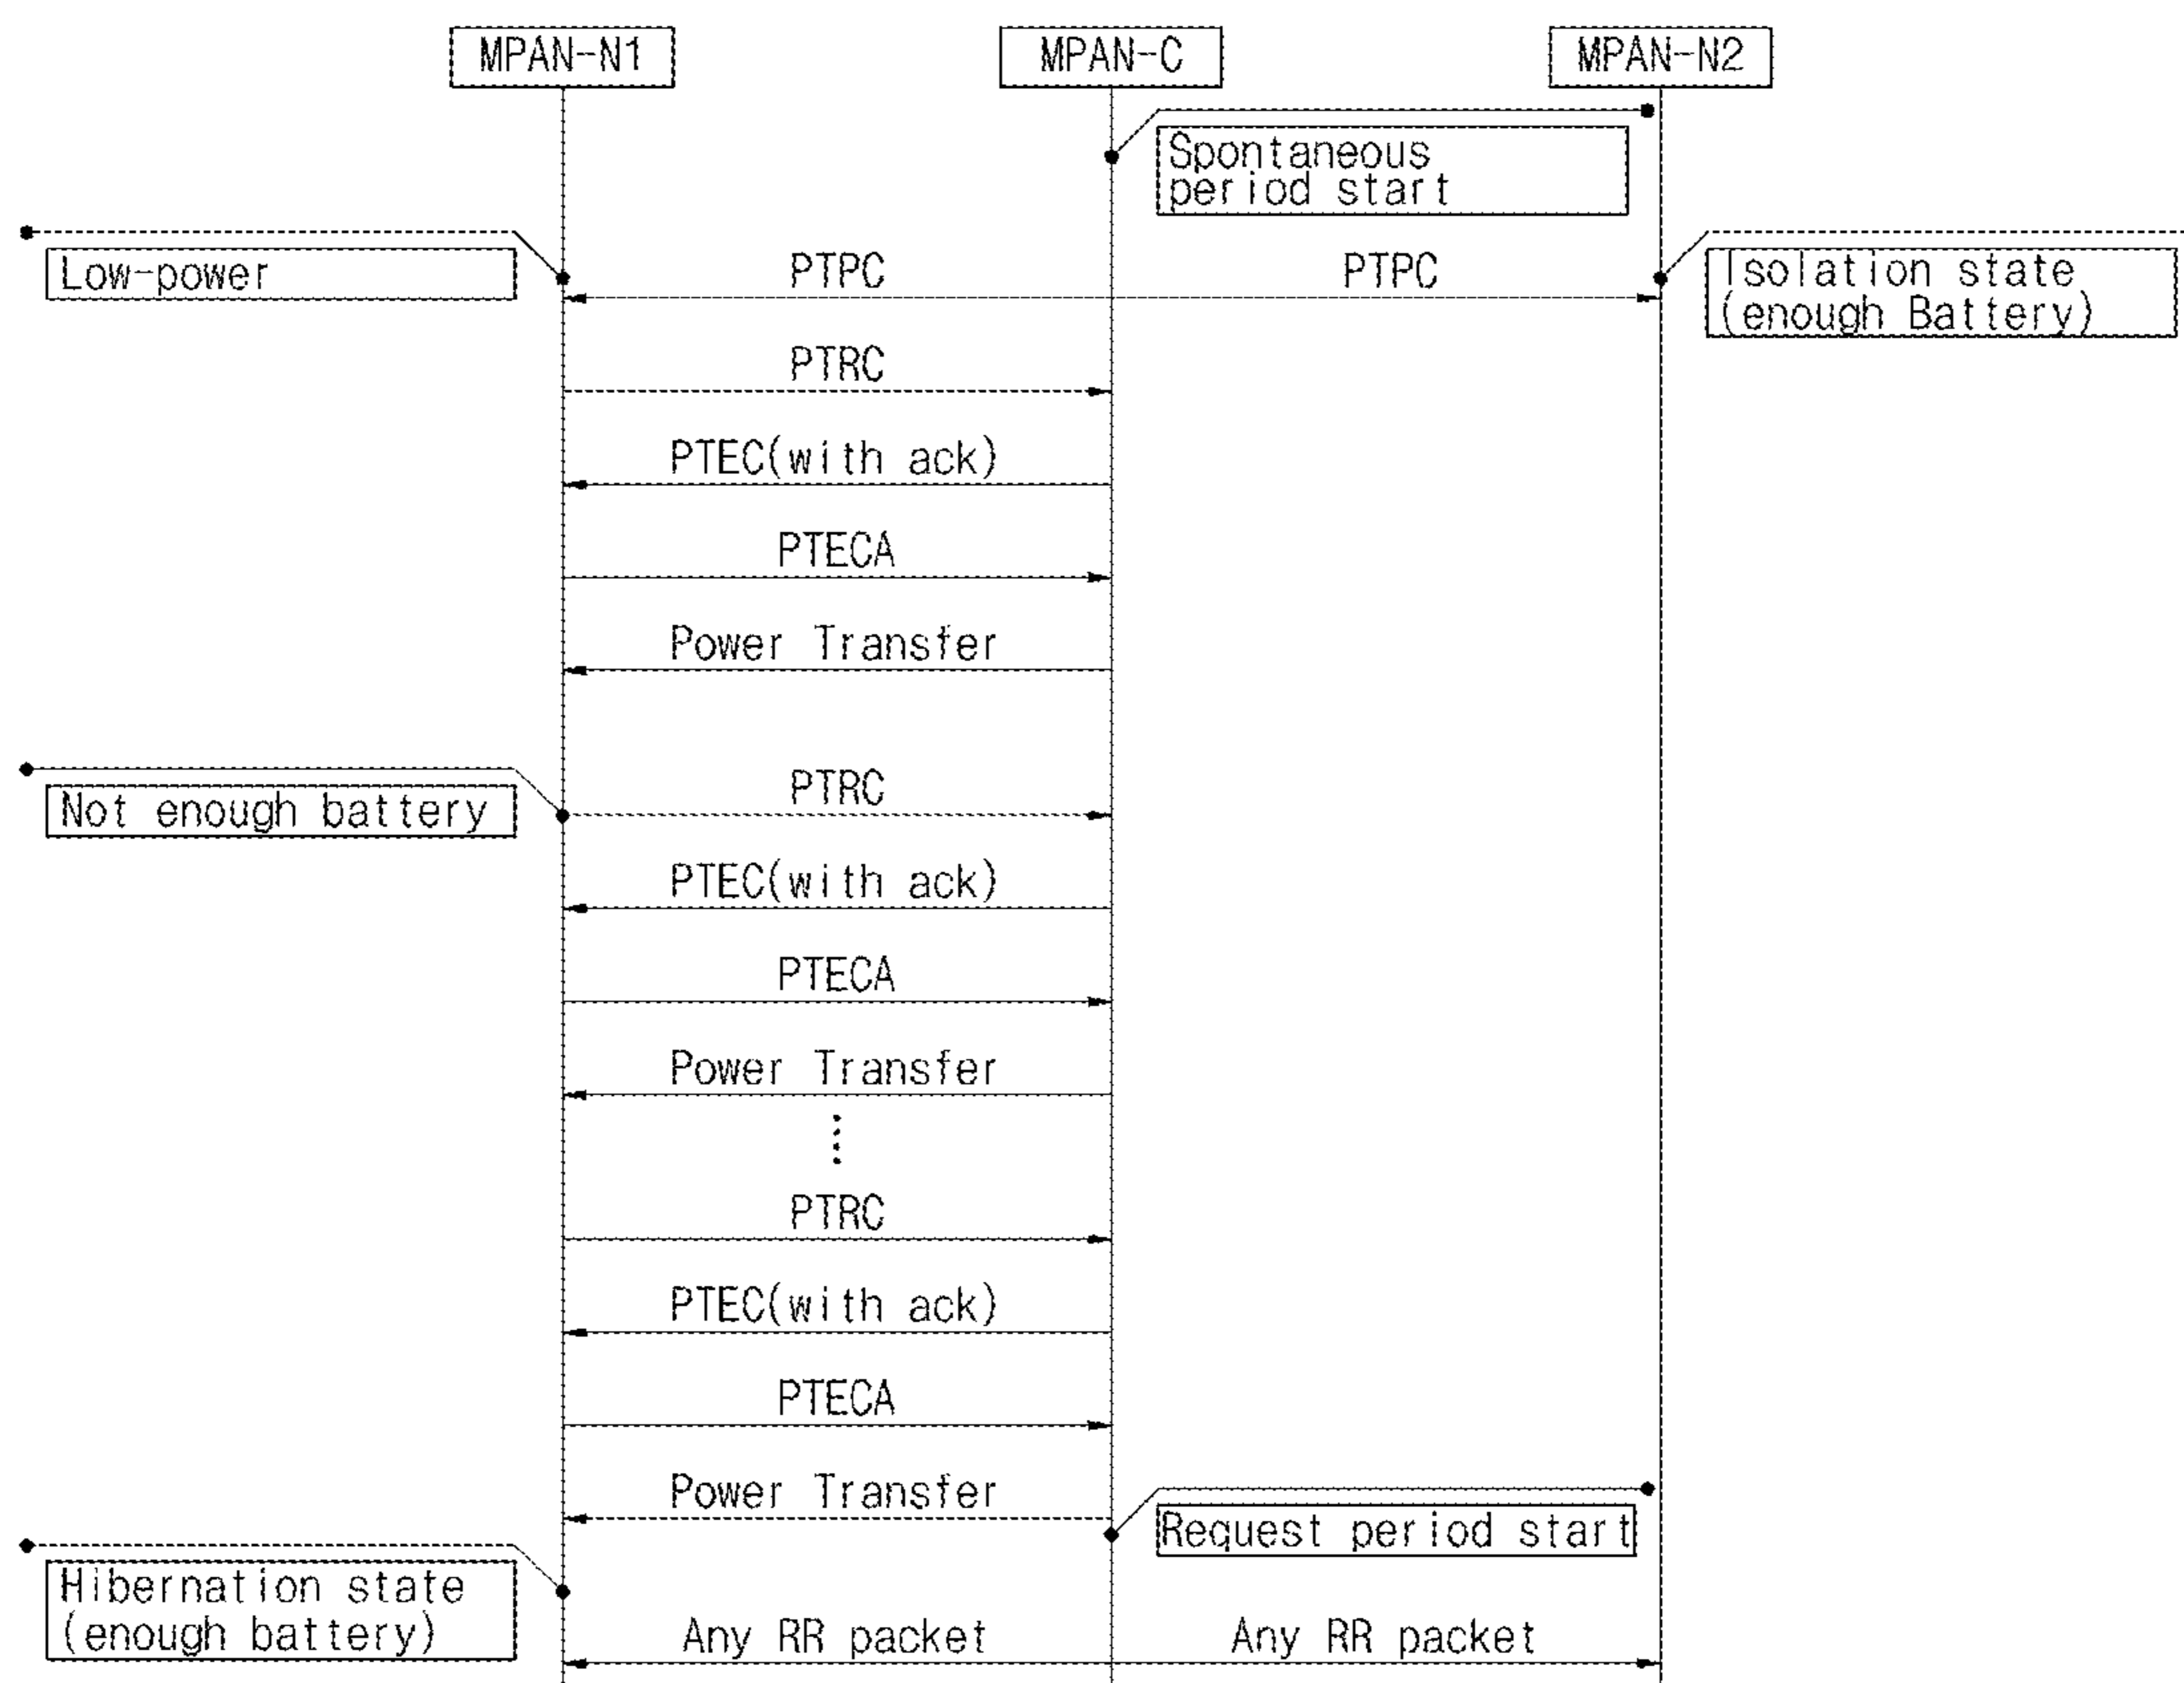 MPAN-N1
MPAN-C
MPAN-N2
Spontaneous
period start
Low-power
PTPC
PTPC
Isolation state
(enough Battery)
PTRC
PTEC(with ack)
PTECA
Power Transfer
Not enough battery
PTRC
PTEC(with ack)
PTECA
Power Transfer
PTRC
PTEC(with ack)
PTECA
Power Transfer
Request period start
Hibernation state
(enough battery)
Any RR packet
Any RR packet